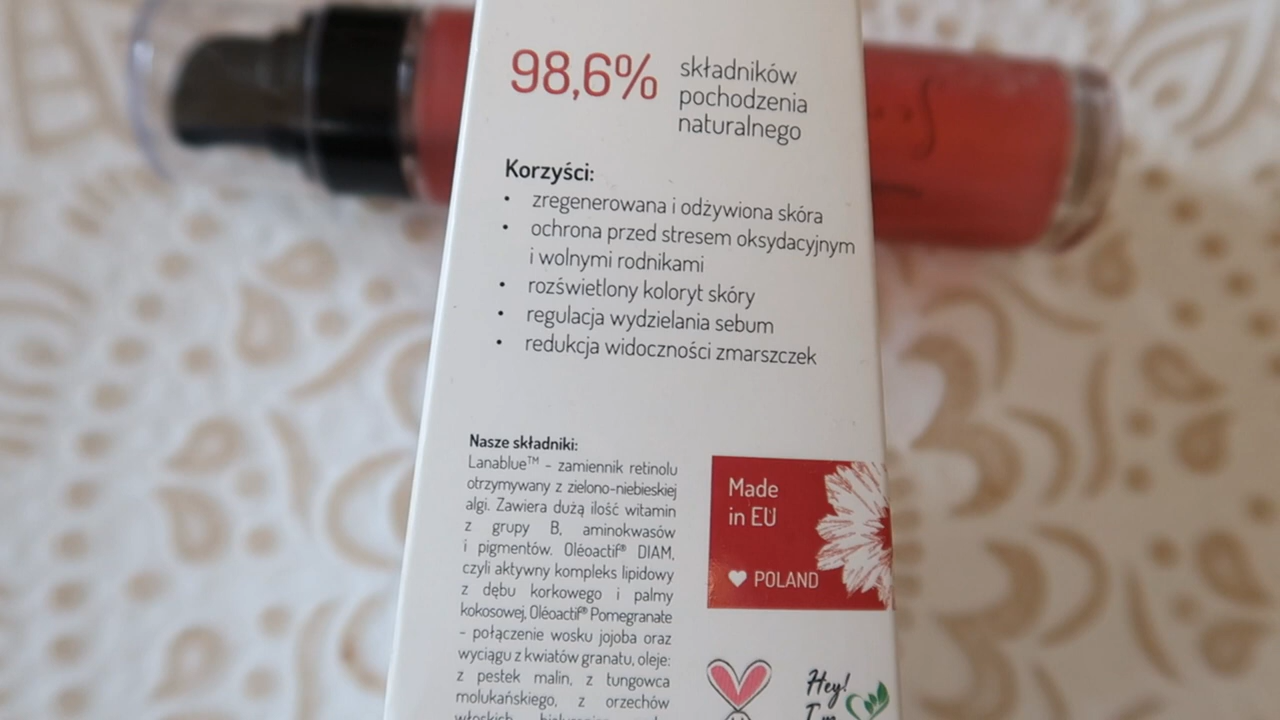 98,6%
składników
pochodzenia
naturalnego
Korzyści:
• zregenerowana i odżywiona skóra
• ochrona przed stresem oksydacyjnym
i wolnymi rodnikami
• rozświetlony koloryt skóry
• regulacja wydzielania sebum
• redukcja widoczności zmarszczek
Nasze składniki:
Lanablue™ - zamiennik retinolu
otrzymywany z zielono-niebieskiej
algi. Zawiera dużą ilość witamin
z grupy B, aminokwasów
i pigmentów. Oléoactif® DIAM,
czyli aktywny kompleks lipidowy
z dębu korkowego i palmy
kokosowej, Oléoactif® Pomegranate
- połączenie wosku jojoba oraz
wyciągu z kwiatów granatu, oleje:
z pestek malin, z tungowca
molukańskiego, z orzechów
Made
in EU
POLAND
Hey!
I'm